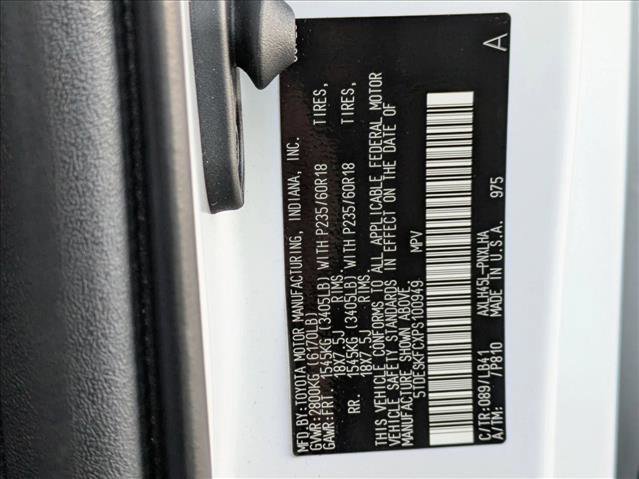 MFD.BY:TOYOTA MOTOR MANUFACTURING, INDIANA, INC.
GVWR:2800KG (6170LB)
GAWR:FRT. 1545KG (3405LB) WITH P235/60R18 TIRES,
18X7.5J RIMS,
RR. 1545KG (3405LB) WITH P235/60R18 TIRES,
18X7.5J RIMS,
THIS VEHICLE CONFORMS TO ALL APPLICABLE FEDERAL MOTOR
VEHICLE SAFETY STANDARDS IN EFFECT ON THE DATE OF
MANUFACTURE SHOWN ABOVE.
5TDESKFCXPS100949 MPV
A
C/TR:089/LB41 AXLH45L-PNXLHA
A/TM: /P810 MADE IN U.S.A. 975